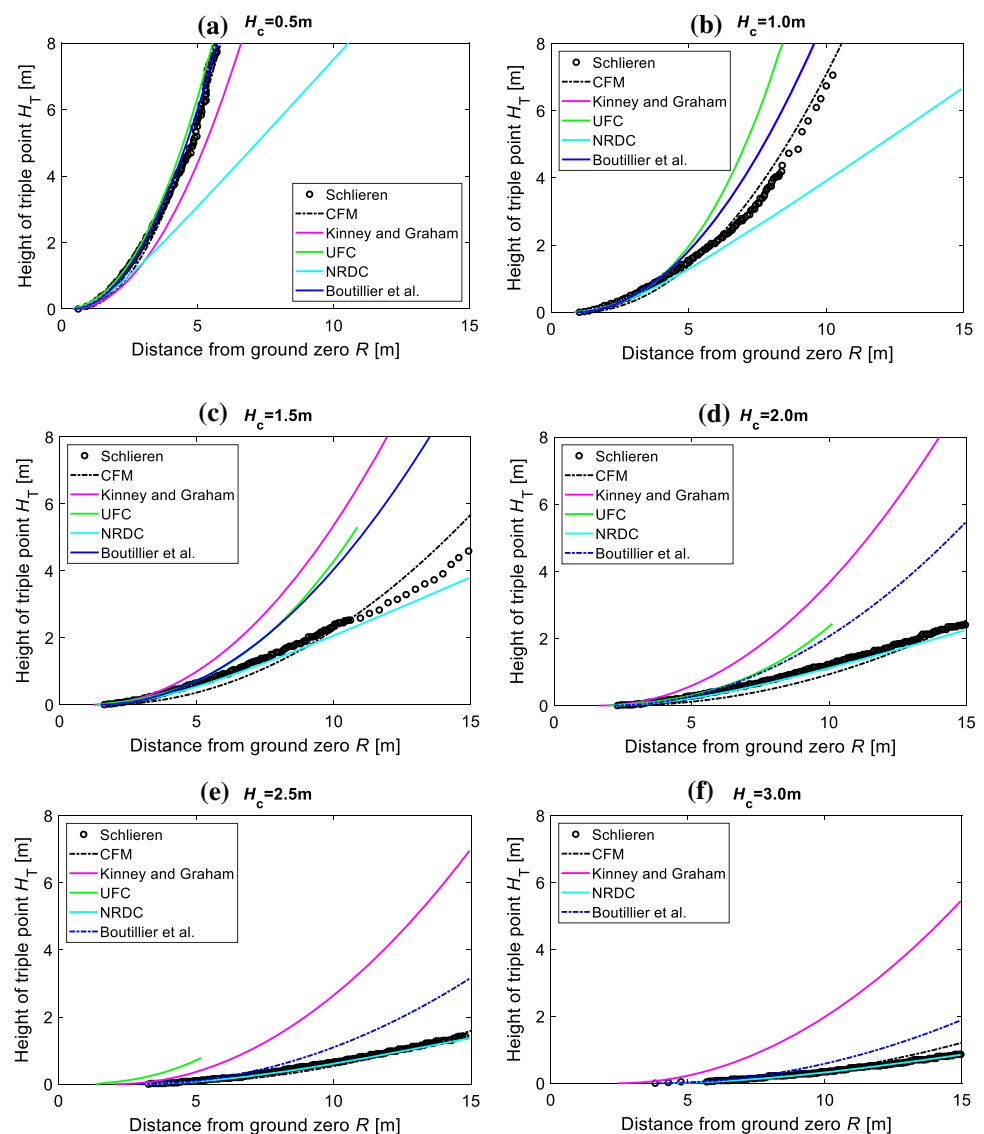 (a) Hc=0.5m
8
6
4
2
0
0 5 10 15
Height of triple point HT [m]
Distance from ground zero R [m]
Schlieren
CFM
Kinney and Graham
UFC
NRDC
Boutillier et al.
(b) Hc=1.0m
8
6
4
2
0
0 5 10 15
Height of triple point HT [m]
Distance from ground zero R [m]
Schlieren
CFM
Kinney and Graham
UFC
NRDC
Boutillier et al.
(c) Hc=1.5m
8
6
4
2
0
0 5 10 15
Height of triple point HT [m]
Distance from ground zero R [m]
Schlieren
CFM
Kinney and Graham
UFC
NRDC
Boutillier et al.
(d) Hc=2.0m
8
6
4
2
0
0 5 10 15
Height of triple point HT [m]
Distance from ground zero R [m]
Schlieren
CFM
Kinney and Graham
UFC
NRDC
Boutillier et al.
(e) Hc=2.5m
8
6
4
2
0
0 5 10 15
Height of triple point HT [m]
Distance from ground zero R [m]
Schlieren
CFM
Kinney and Graham
UFC
NRDC
Boutillier et al.
(f) Hc=3.0m
8
6
4
2
0
0 5 10 15
Height of triple point HT [m]
Distance from ground zero R [m]
Schlieren
CFM
Kinney and Graham
NRDC
Boutillier et al.